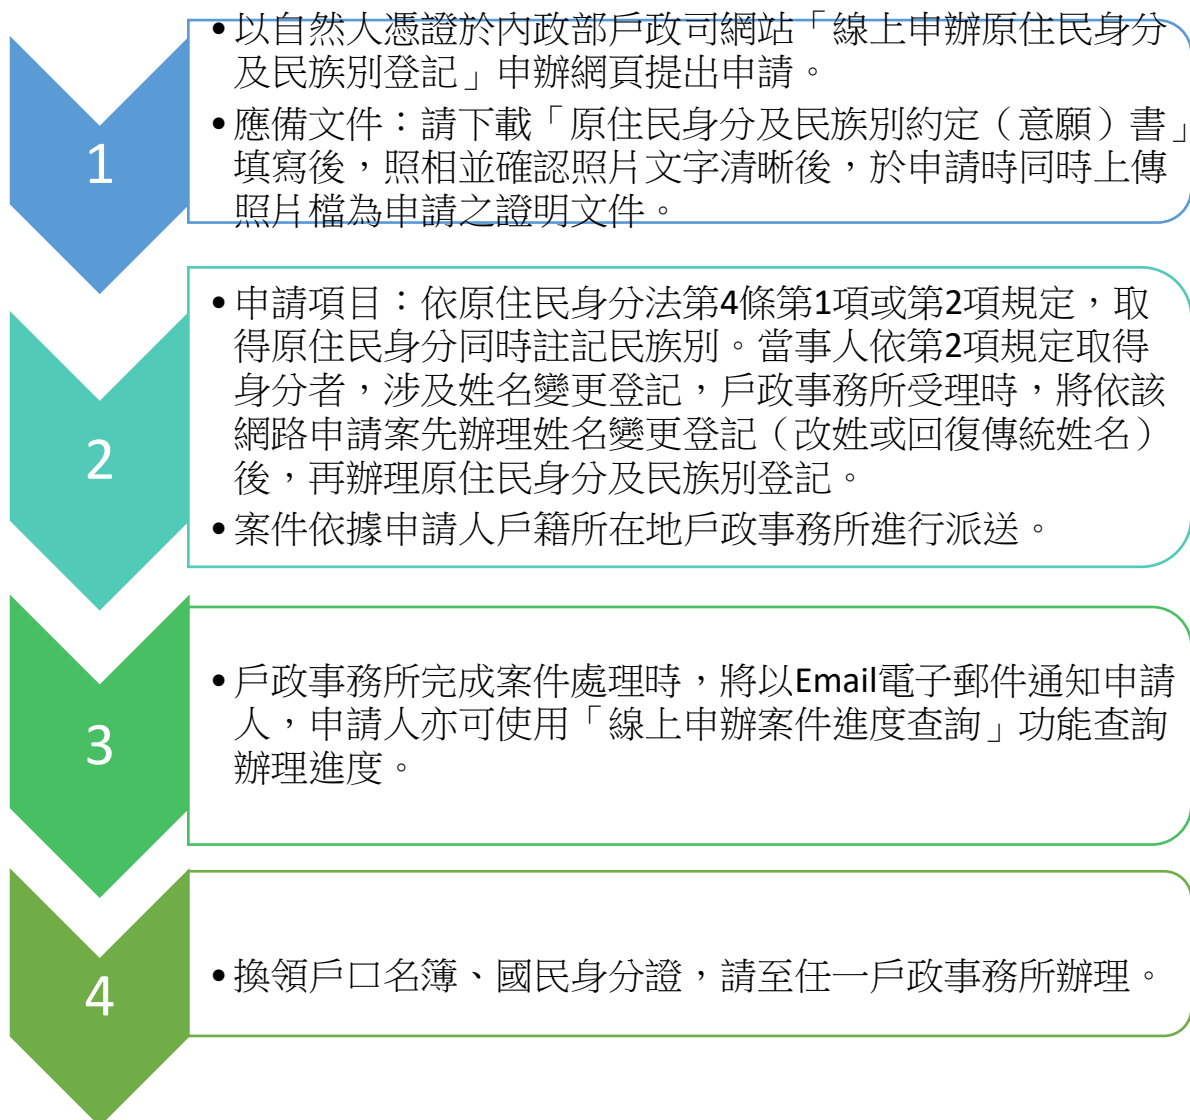 1
•以自然人憑證於內政部戶政司網站「線上申辦原住民身分
及民族別登記」申辦網頁提出申請。
•應備文件：請下載「原住民身分及民族別約定（意願）書」
填寫後，照相並確認照片文字清晰後，於申請時同時上傳
照片檔為申請之證明文件。
2
•申請項目：依原住民身分法第4條第1項或第2項規定，取
得原住民身分同時註記民族別。當事人依第2項規定取得
身分者，涉及姓名變更登記，戶政事務所受理時，將依該
網路申請案先辦理姓名變更登記（改姓或回復傳統姓名）
後，再辦理原住民身分及民族別登記。
•案件依據申請人戶籍所在地戶政事務所進行派送。
3
•戶政事務所完成案件處理時，將以Email電子郵件通知申請
人，申請人亦可使用「線上申辦案件進度查詢」功能查詢
辦理進度。
4
•換領戶口名簿、國民身分證，請至任一戶政事務所辦理。